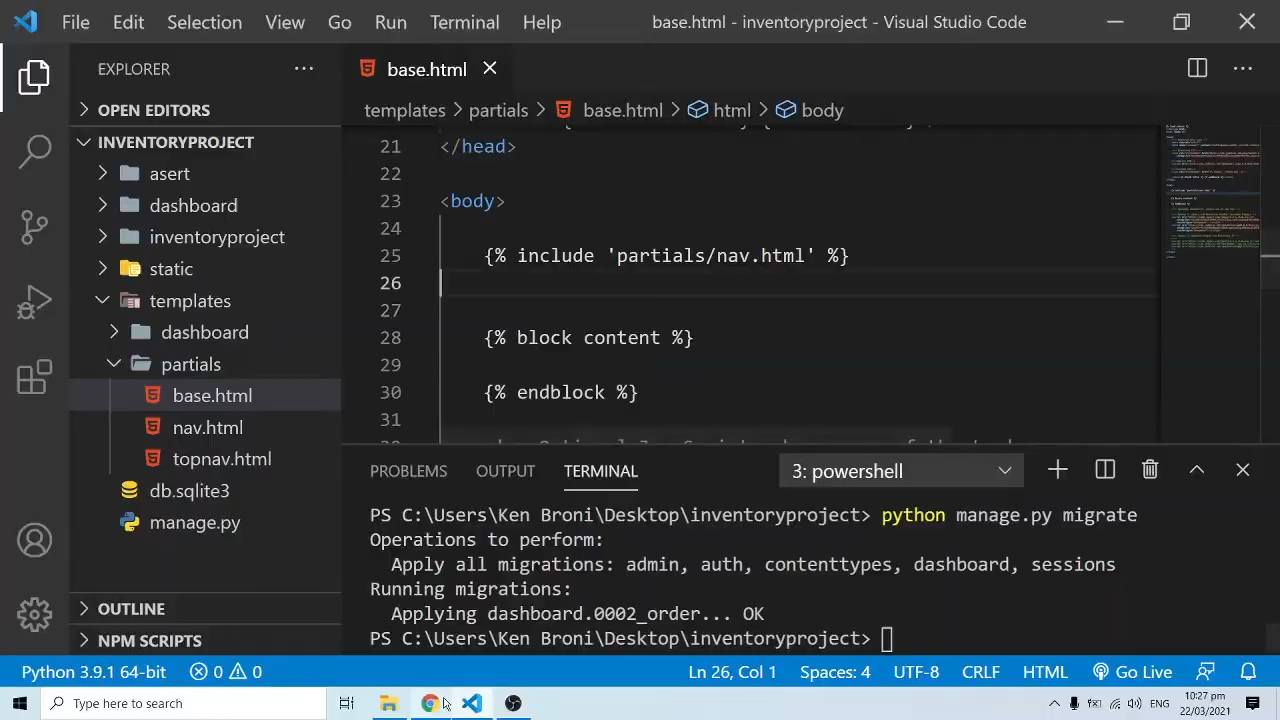 File Edit Selection View Go Run Terminal Help base.html - inventoryproject - Visual Studio Code
EXPLORER
OPEN EDITORS
INVENTORYPROJECT
asert
dashboard
inventoryproject
static
templates
dashboard
partials
base.html
nav.html
topnav.html
db.sqlite3
manage.py
OUTLINE
NPM SCRIPTS
base.html
templates > partials > base.html > html > body
21 </head>
22
23 <body>
24
25 {% include 'partials/nav.html' %}
26
27
28 {% block content %}
29
30 {% endblock %}
31
PROBLEMS OUTPUT TERMINAL 3: powershell
PS C:\Users\Ken Broni\Desktop\inventoryproject> python manage.py migrate
Operations to perform:
Apply all migrations: admin, auth, contenttypes, dashboard, sessions
Running migrations:
Applying dashboard.0002_order... OK
PS C:\Users\Ken Broni\Desktop\inventoryproject>
Python 3.9.1 64-bit 0 0 Ln 26, Col 1 Spaces: 4 UTF-8 CRLF HTML Go Live
Type here to search ENG 10:27 pm
22/03/2021